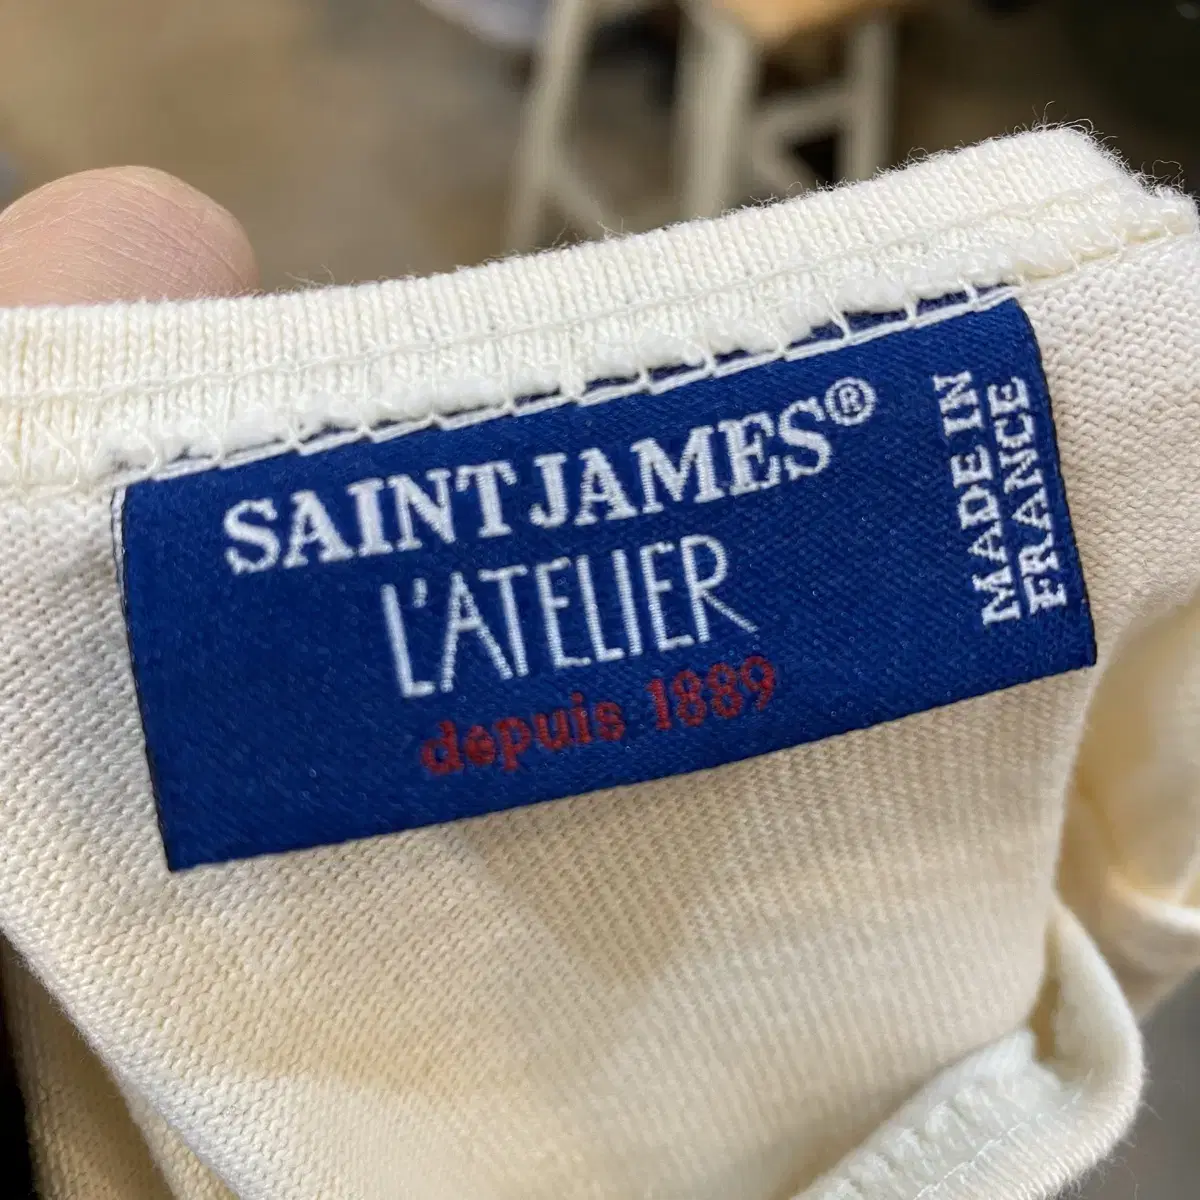 SAINT JAMES®
L'ATELIER
depuis 1889
MADE IN
FRANCE